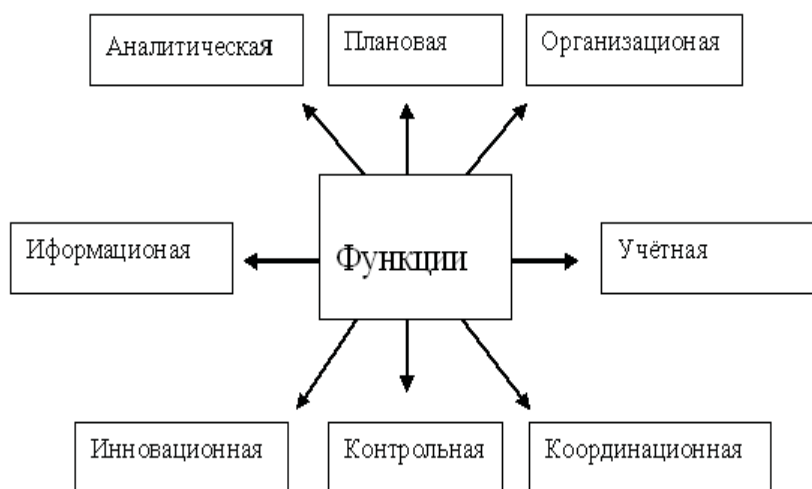 Аналитическая
Плановая
Организационая
Иформационая
Функции
Учётная
Инновационная
Контрольная
Координационная